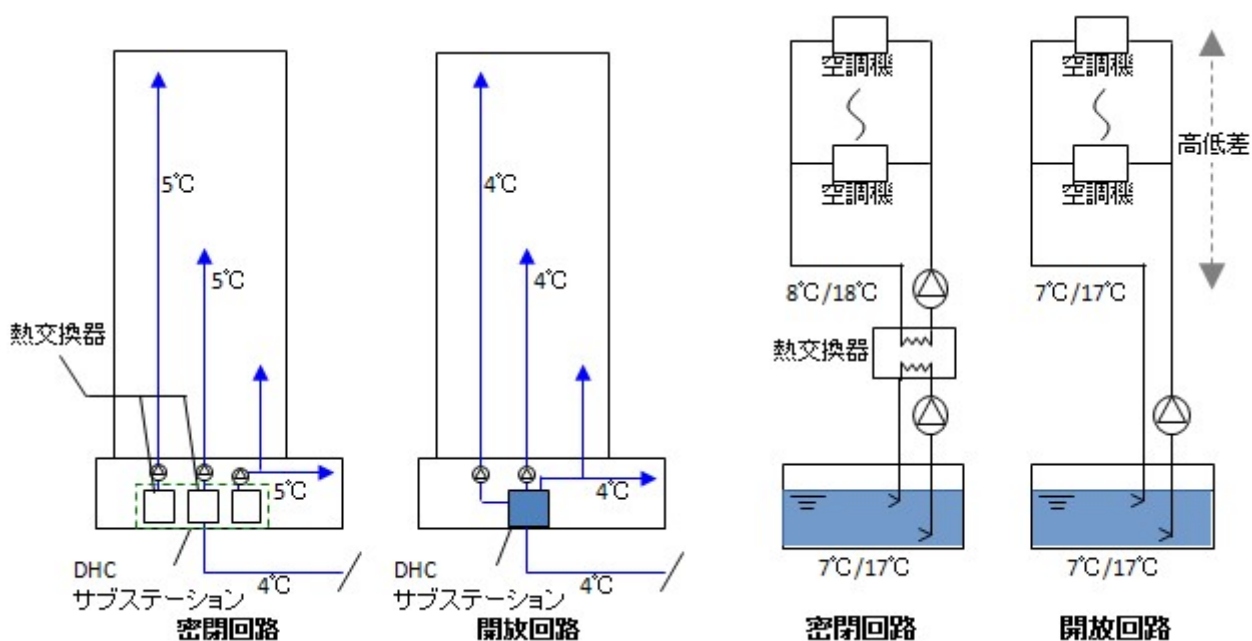 5℃
5℃
熱交換器
5℃
DHC
サブステーション
4℃
密閉回路
4℃
4℃
4℃
DHC
サブステーション
4℃
開放回路
空調機
空調機
8℃/18℃
熱交換器
7℃/17℃
密閉回路
空調機
空調機
高低差
7℃/17℃
7℃/17℃
開放回路